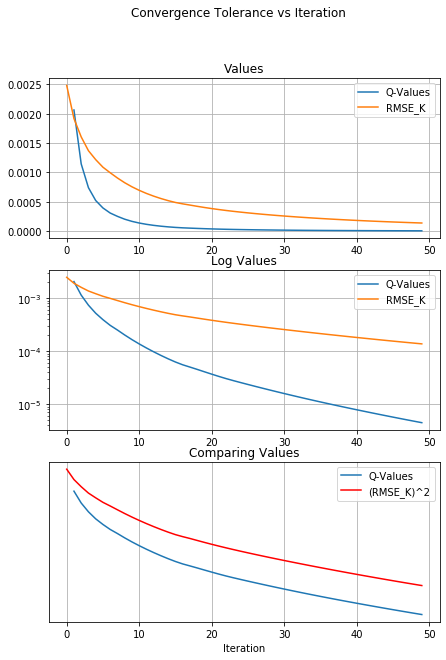 Convergence Tolerance vs Iteration
Values
0.0025
0.0020
0.0015
0.0010
0.0005
0.0000
Q-Values
RMSE_K
0 10 20 30 40 50
Log Values
10⁻³
10⁻⁴
10⁻⁵
Q-Values
RMSE_K
0 10 20 30 40 50
Comparing Values
Q-Values
(RMSE_K)^2
0 10 20 30 40 50
Iteration